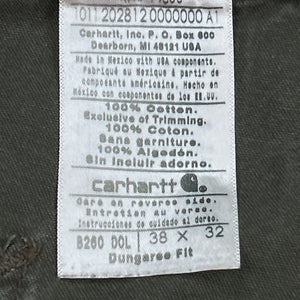 1011 2028120000000 A1
Carhartt, Inc. P.O. Box 600
Dearborn, MI 48121 USA
Made in Mexico with USA components.
Fabriqué au Mexique à partir de
composants américains. Hecho en
México con componentes de los EE.UU.
100% Cotton.
Exclusive of Trimming.
100% Coton.
Sans garniture.
100% Algodón.
Sin incluir adorno.
carhartt
Care on reverse side.
Entretien au verso.
Instrucciones de cuidado al dorso.
B260 DOL 38 X 32
Dungaree Fit